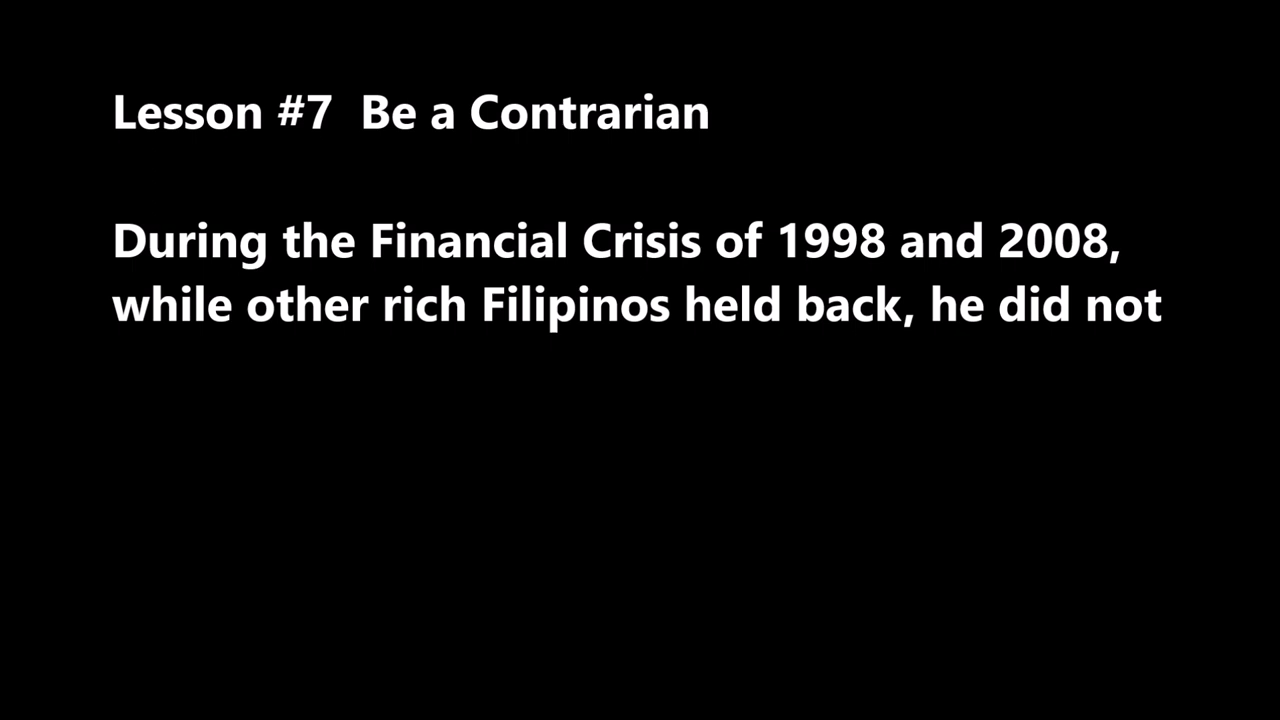 Lesson #7  Be a Contrarian
During the Financial Crisis of 1998 and 2008,
while other rich Filipinos held back, he did not